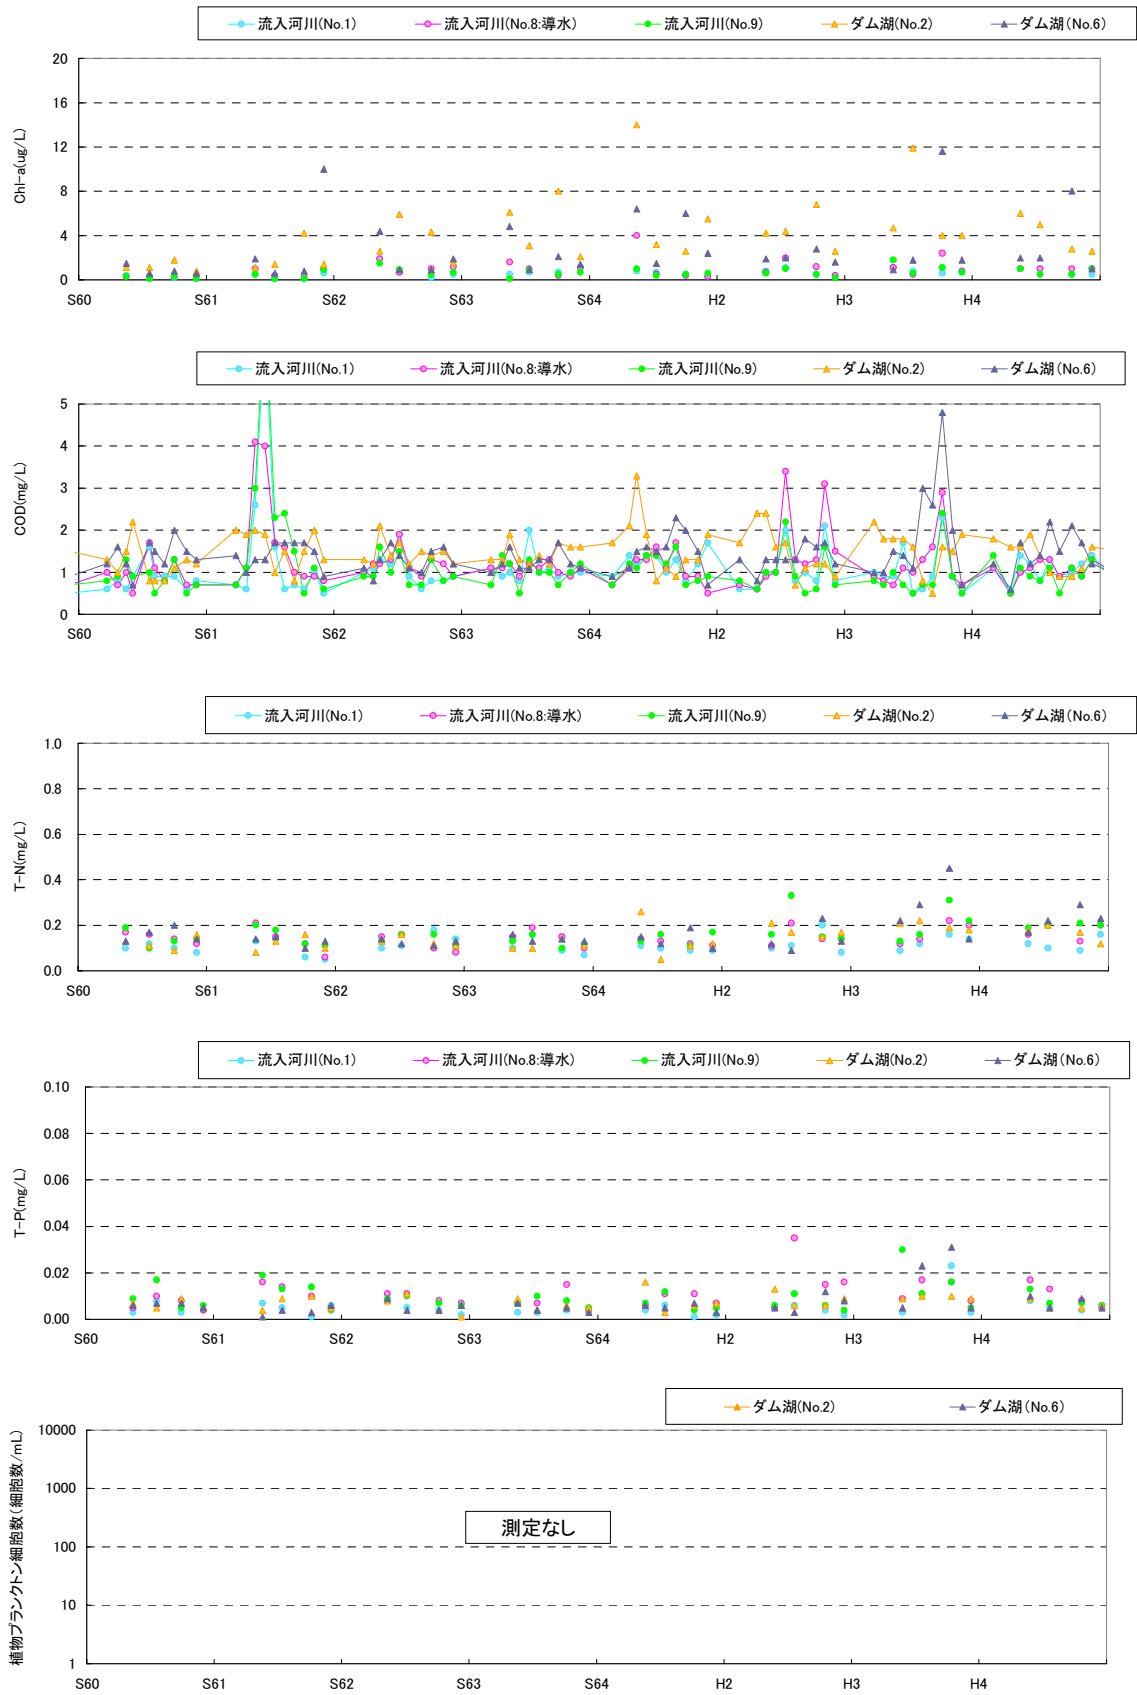 流入河川(No.1) 流入河川(No.8:導水) 流入河川(No.9) ダム湖(No.2) ダム湖(No.6)
Chl-a(ug/L)
20
16
12
8
4
0
S60 S61 S62 S63 S64 H2 H3 H4
流入河川(No.1) 流入河川(No.8:導水) 流入河川(No.9) ダム湖(No.2) ダム湖(No.6)
COD(mg/L)
5
4
3
2
1
0
S60 S61 S62 S63 S64 H2 H3 H4
流入河川(No.1) 流入河川(No.8:導水) 流入河川(No.9) ダム湖(No.2) ダム湖(No.6)
T-N(mg/L)
1.0
0.8
0.6
0.4
0.2
0.0
S60 S61 S62 S63 S64 H2 H3 H4
流入河川(No.1) 流入河川(No.8:導水) 流入河川(No.9) ダム湖(No.2) ダム湖(No.6)
T-P(mg/L)
0.10
0.08
0.06
0.04
0.02
0.00
S60 S61 S62 S63 S64 H2 H3 H4
ダム湖(No.2) ダム湖(No.6)
植物プランクトン細胞数(細胞数/mL)
10000
1000
100
10
1
測定なし
S60 S61 S62 S63 S64 H2 H3 H4